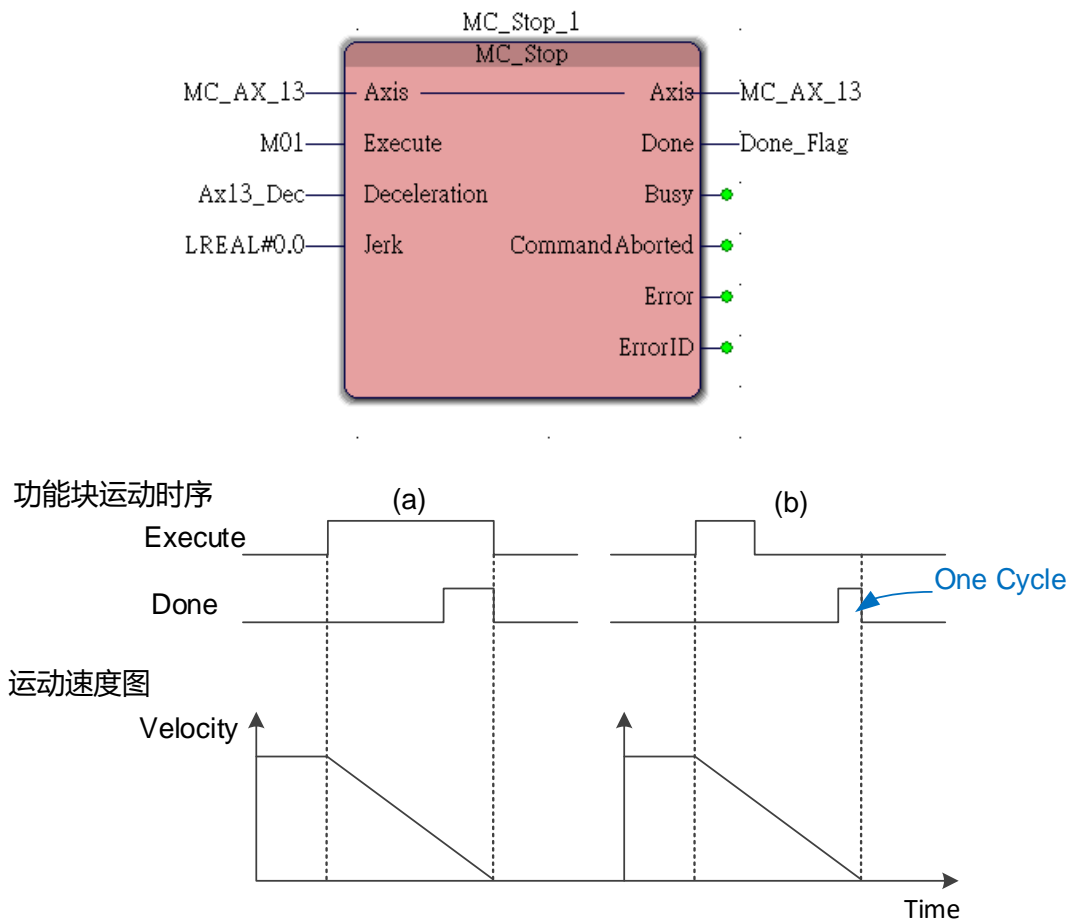 MC_Stop_1
MC_Stop
MC_AX_13 Axis Axis MC_AX_13
M01 Execute Done Done_Flag
Ax13_Dec Deceleration Busy
LREAL#0.0 Jerk CommandAborted
Error
ErrorID
功能块运动时序 (a) (b)
Execute
One Cycle
Done
运动速度图
Velocity
Time